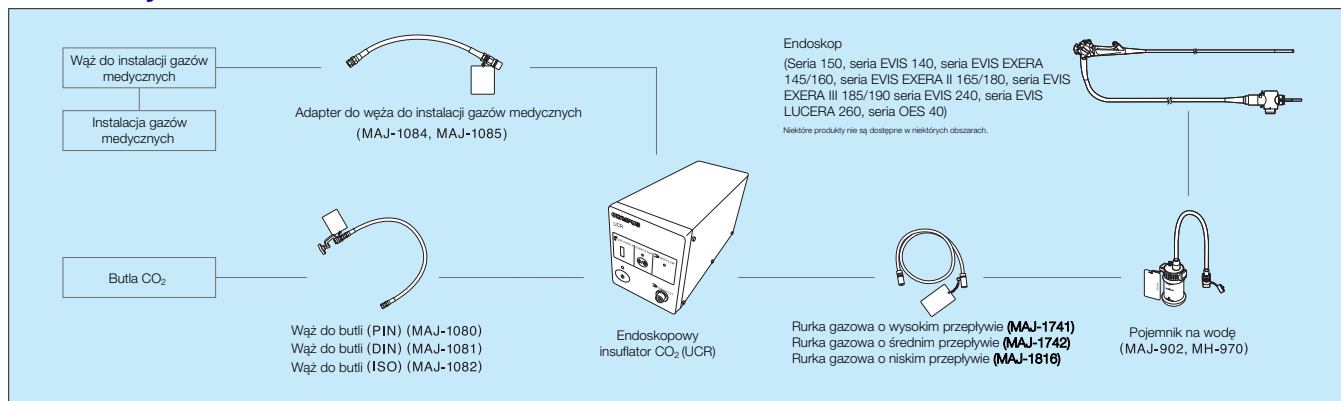 Wąż do instalacji gazów
medycznych
Instalacja gazów
medycznych
Adapter do węża do instalacji gazów medycznych
(MAJ-1084, MAJ-1085)
Endoskop
(Seria 150, seria EVIS 140, seria EVIS EXERA
145/160, seria EVIS EXERA II 165/180, seria EVIS
EXERA III 185/190 seria EVIS 240, seria EVIS
LUCERA 260, seria OES 40)
Niektóre produkty nie są dostępne w niektórych obszarach.
Butla CO₂
Wąż do butli (PIN) (MAJ-1080)
Wąż do butli (DIN) (MAJ-1081)
Wąż do butli (ISO) (MAJ-1082)
OLYMPUS
UCR
Endoskopowy
insuflator CO₂ (UCR)
Rurka gazowa o wysokim przepływie (MAJ-1741)
Rurka gazowa o średnim przepływie (MAJ-1742)
Rurka gazowa o niskim przepływie (MAJ-1816)
Pojemnik na wodę
(MAJ-902, MH-970)